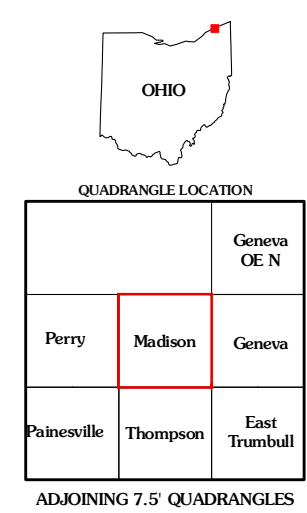 OHIO
QUADRANGLE LOCATION
Geneva
OE N
Perry
Madison
Geneva
Painesville
Thompson
East
Trumbull
ADJOINING 7.5' QUADRANGLES